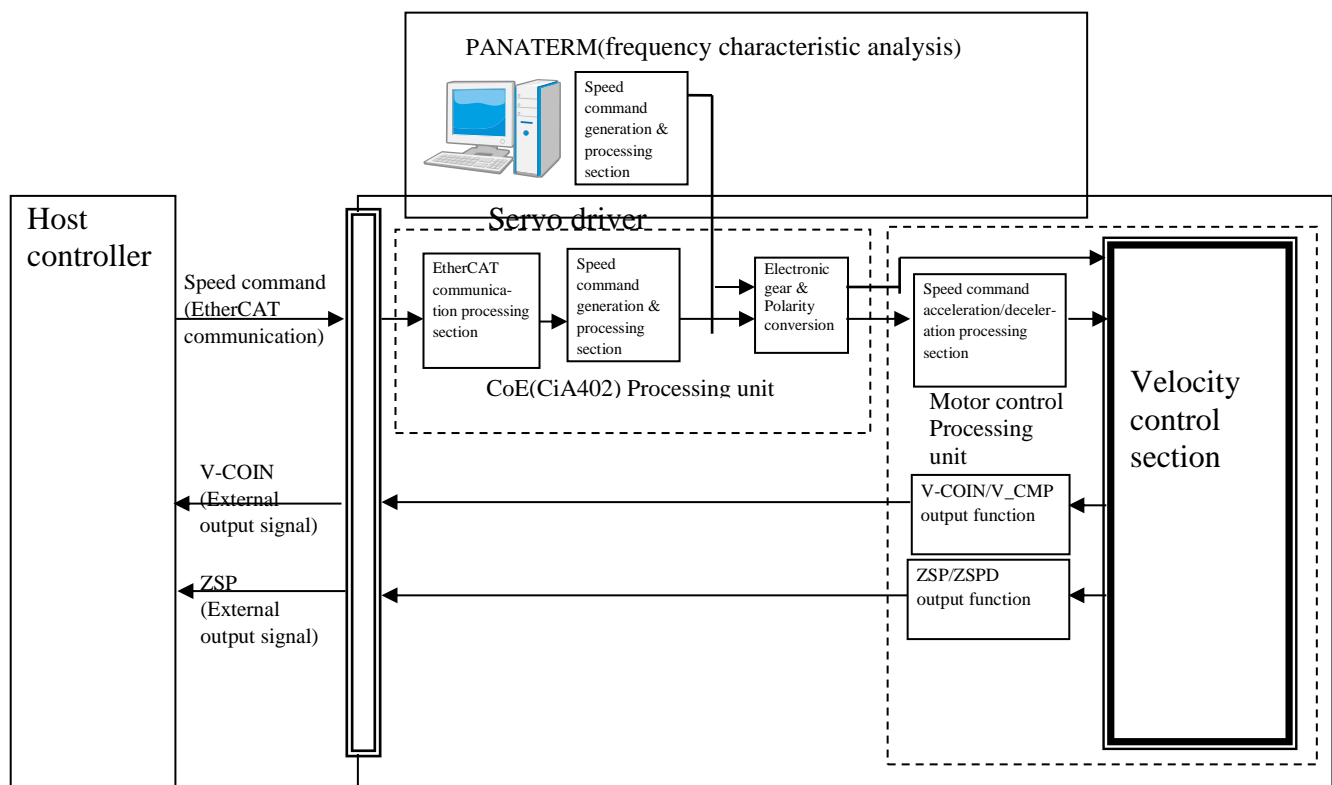 PANATERM(frequency characteristic analysis)
Speed
command
generation &
processing
section
Host
controller
Servo driver
Speed command
(EtherCAT
communication)
EtherCAT
communica-
tion processing
section
Speed
command
generation &
processing
section
Electronic
gear &
Polarity
conversion
Speed command
acceleration/deceler-
ation processing
section
CoE(CiA402) Processing unit
Motor control
Processing
unit
Velocity
control
section
V-COIN
(External
output signal)
V-COIN/V_CMP
output function
ZSP
(External
output signal)
ZSP/ZSPD
output function